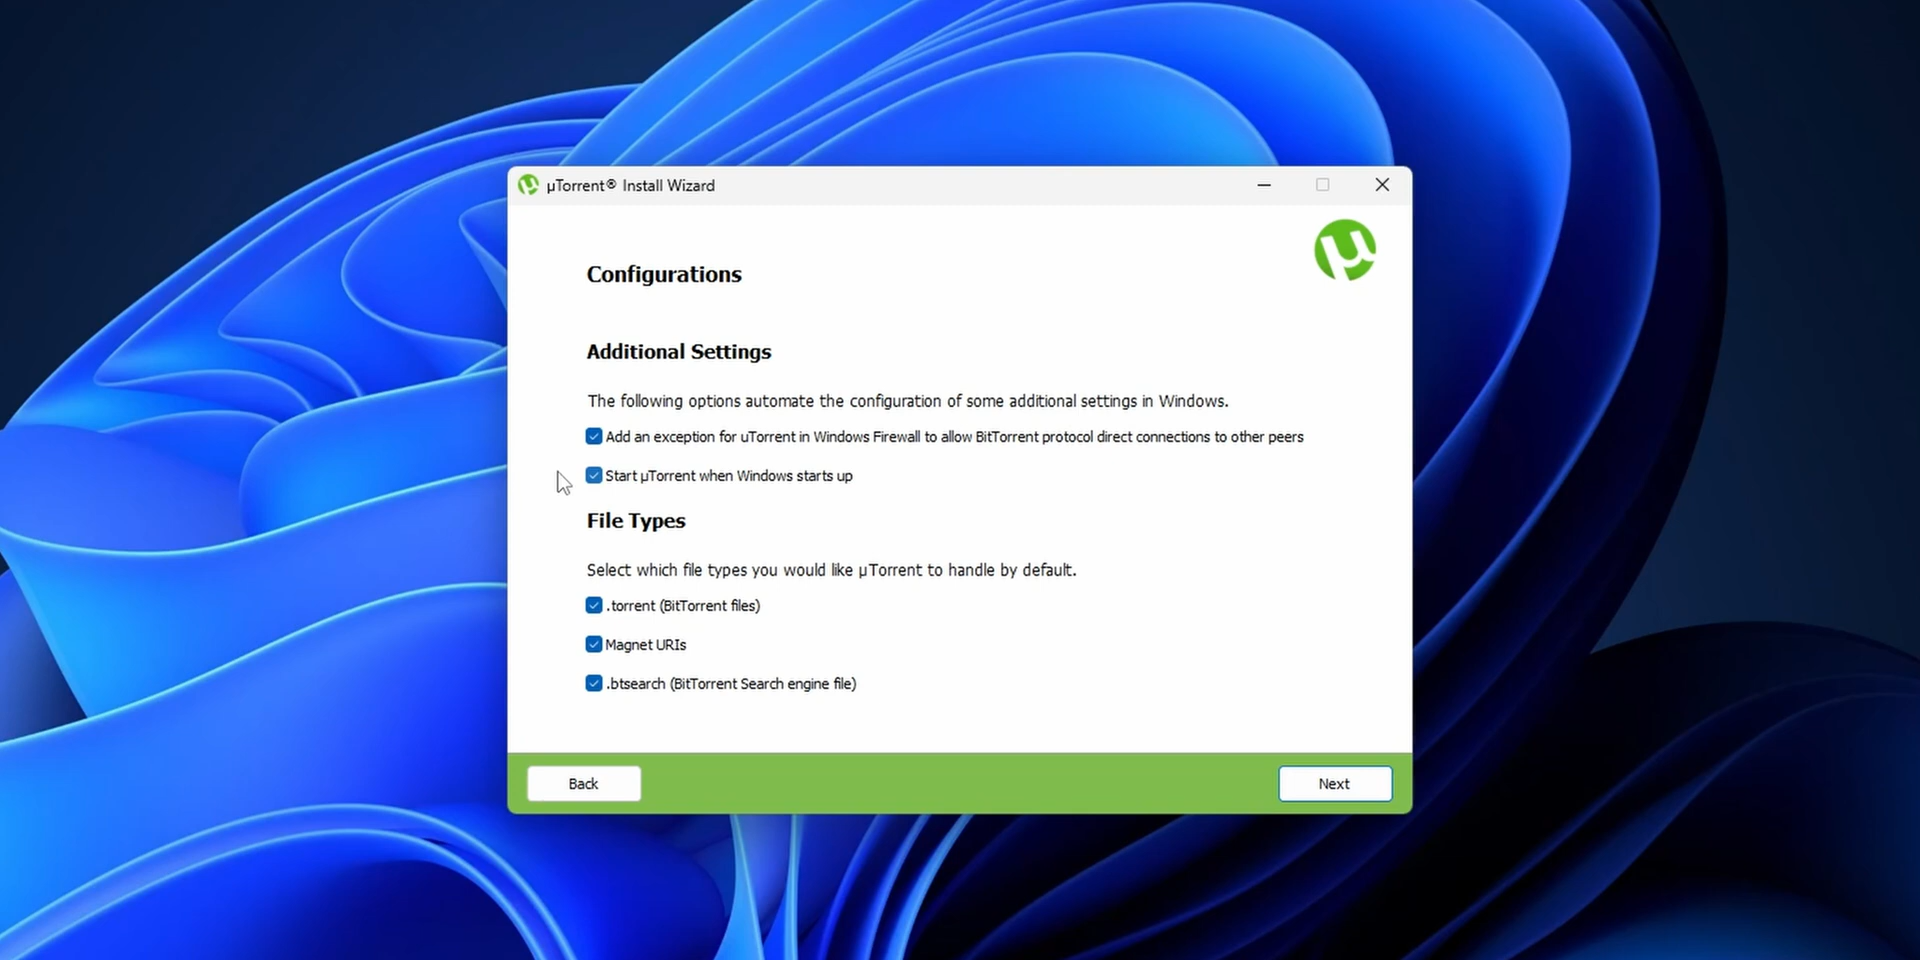 µTorrent® Install Wizard
Configurations
Additional Settings
The following options automate the configuration of some additional settings in Windows.
Add an exception for uTorrent in Windows Firewall to allow BitTorrent protocol direct connections to other peers
Start µTorrent when Windows starts up
File Types
Select which file types you would like µTorrent to handle by default.
.torrent (BitTorrent files)
Magnet URIs
.btsearch (BitTorrent Search engine file)
Back
Next